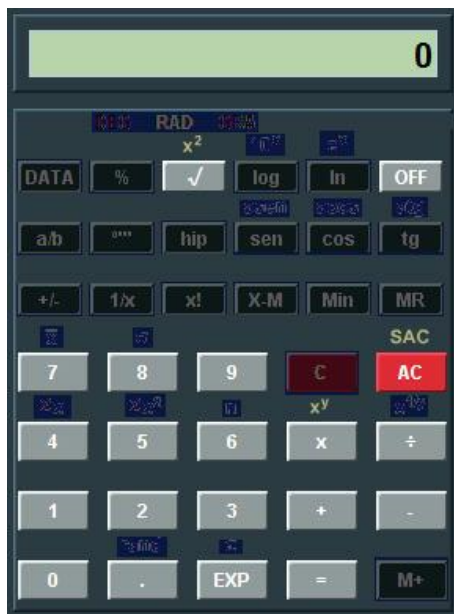 0
RAD
x²
DATA % √ log ln OFF
a/b °''' hip sen cos tg
+/- 1/x x! X-M Min MR
SAC
7 8 9 C AC
x^y
4 5 6 x ÷
1 2 3 + -
0 . EXP = M+